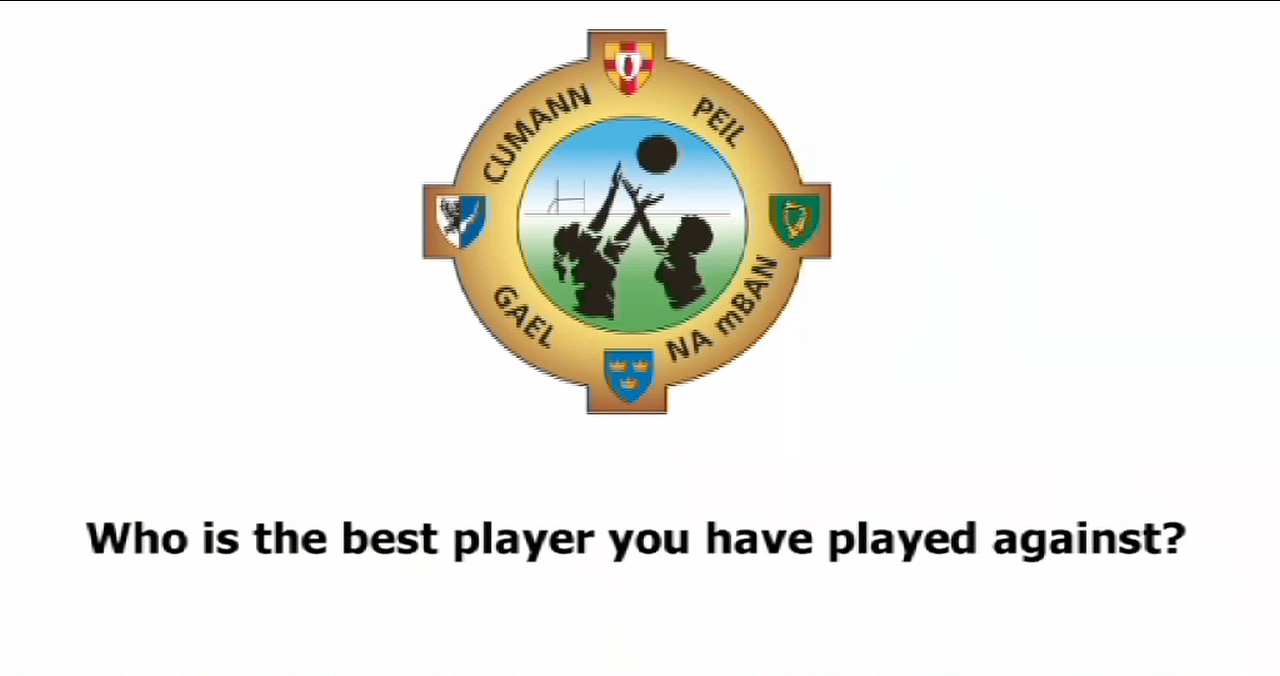 CUMANN
PEIL
GAEL
NA mBAN
Who is the best player you have played against?